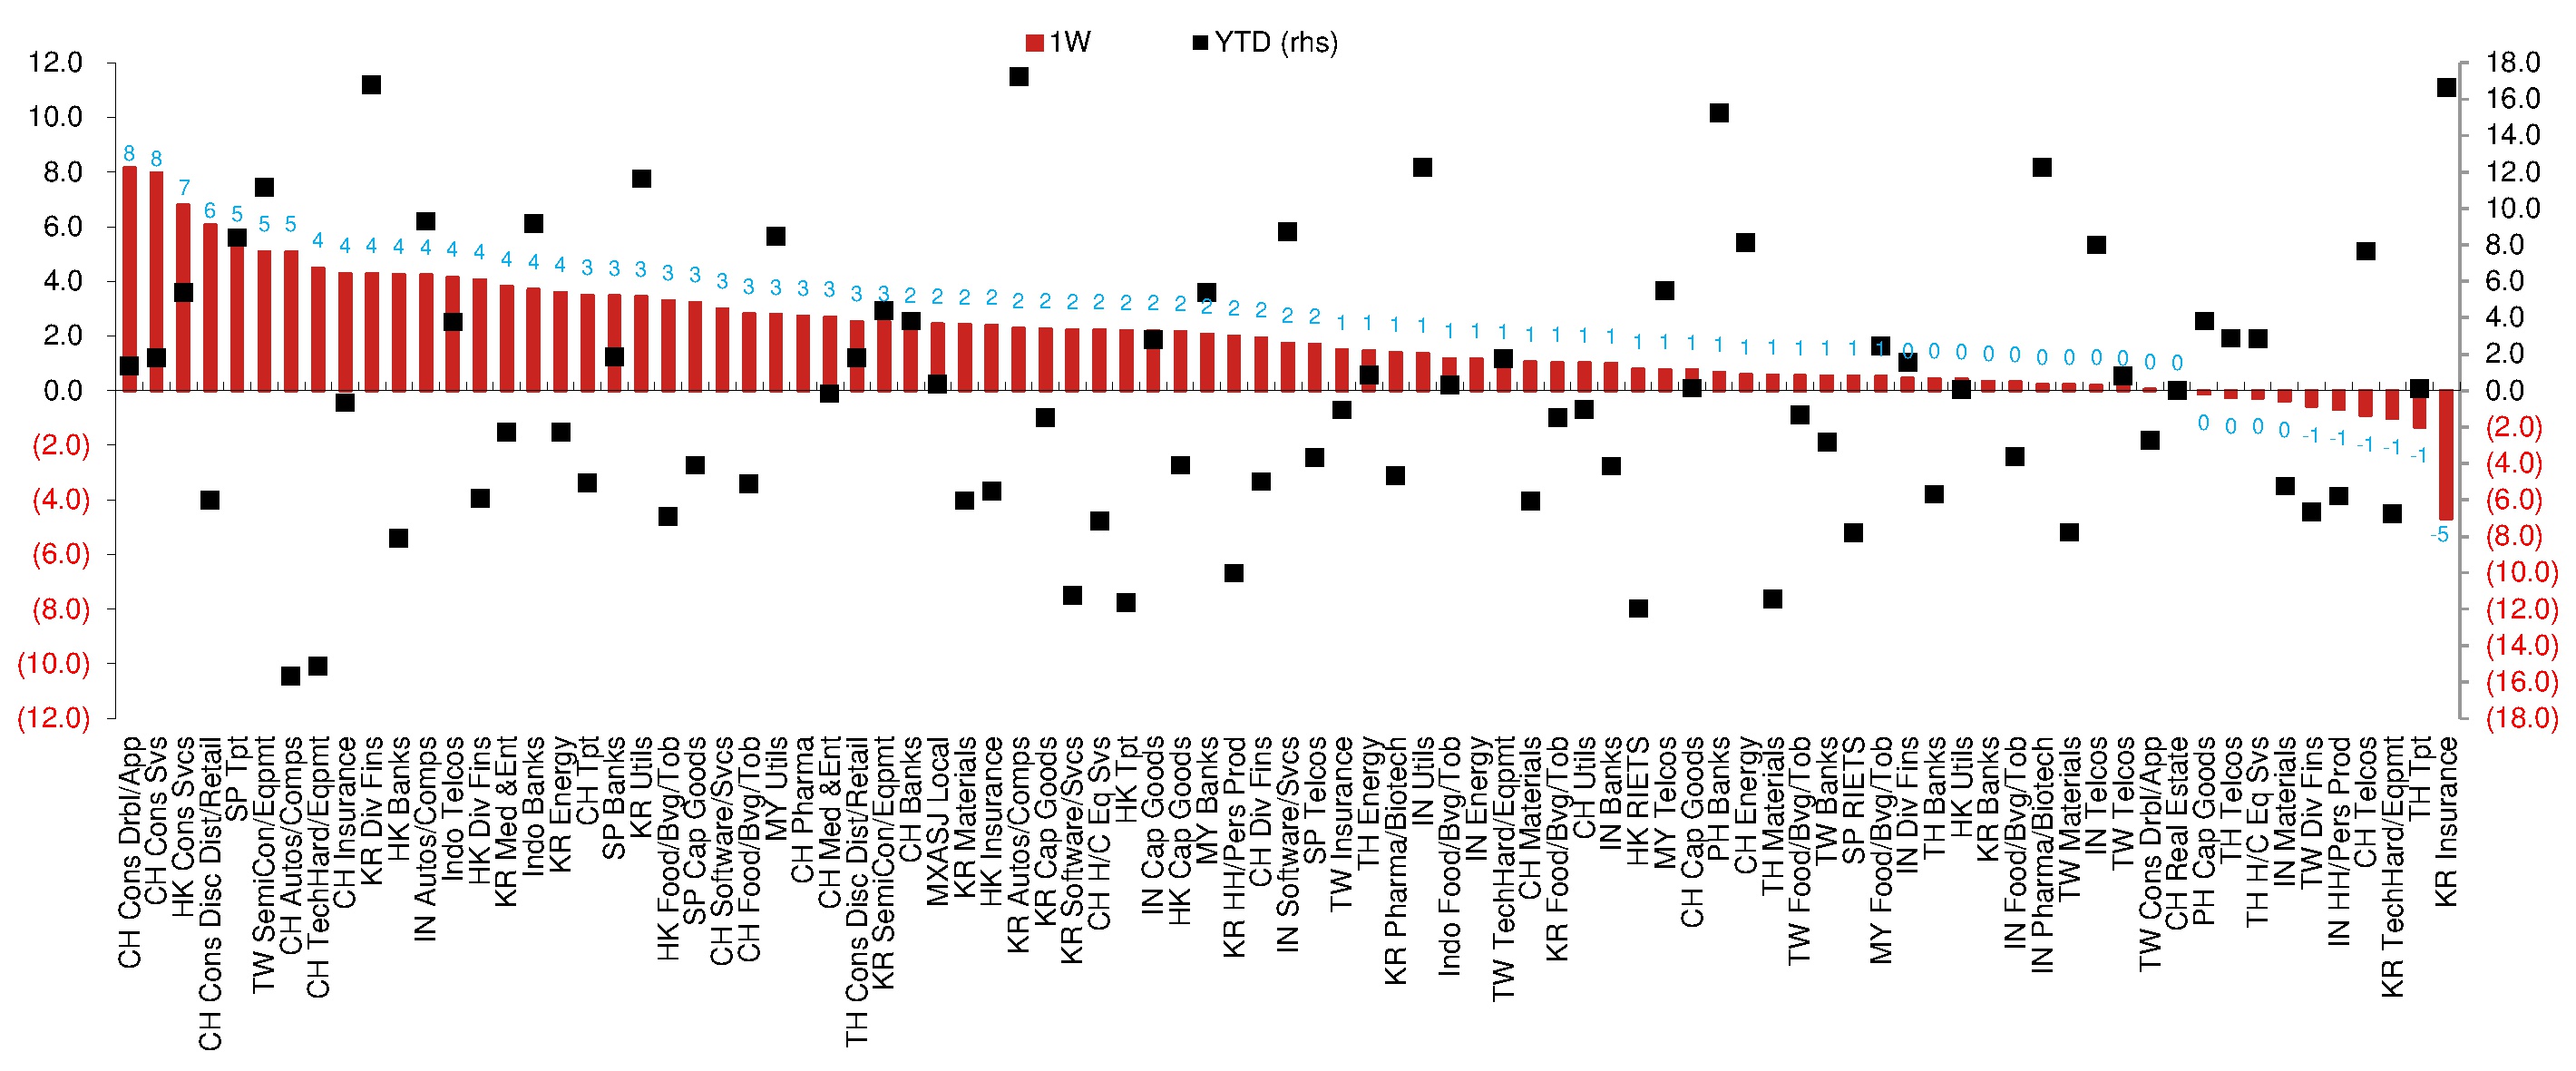 1W YTD (rhs)
12.0
10.0
8.0
6.0
4.0
2.0
0.0
(2.0)
(4.0)
(6.0)
(8.0)
(10.0)
(12.0)
8 8 7 6 5 5 5 4 4 4 4 4 4 4 4 4 4 3 3 3 3 3 3 3 3 3 3 3 3 2 2 2 2 2 2 2 2 2 2 2 2 2 2 2 2 1 1 1 1 1 1 1 1 1 1 1 1 1 1 1 1 1 1 1 1 1 0 0 0 0 0 0 0 0 0 0 0 0 0 0 0 -1 -1 -1 -1 -1 -5
18.0
16.0
14.0
12.0
10.0
8.0
6.0
4.0
2.0
0.0
(2.0)
(4.0)
(6.0)
(8.0)
(10.0)
(12.0)
(14.0)
(16.0)
(18.0)
CH Cons Drbl/App
CH Cons Svs
HK Cons Svcs
CH Cons Disc Dist/Retail
SP Tpt
TW SemiCon/Eqpmt
CH Autos/Comps
CH TechHard/Eqpmt
CH Insurance
KR Div Fins
HK Banks
IN Autos/Comps
Indo Telcos
HK Div Fins
KR Med &Ent
Indo Banks
KR Energy
CH Tpt
SP Banks
KR Utils
HK Food/Bvg/Tob
SP Cap Goods
CH Software/Svcs
CH Food/Bvg/Tob
MY Utils
CH Pharma
CH Med &Ent
TH Cons Disc Dist/Retail
KR SemiCon/Eqpmt
CH Banks
MXASJ Local
KR Materials
HK Insurance
KR Autos/Comps
KR Cap Goods
KR Software/Svcs
CH H/C Eq Svs
HK Tpt
IN Cap Goods
HK Cap Goods
MY Banks
KR HH/Pers Prod
CH Div Fins
IN Software/Svcs
SP Telcos
TW Insurance
TH Energy
KR Pharma/Biotech
IN Utils
Indo Food/Bvg/Tob
IN Energy
TW TechHard/Eqpmt
CH Materials
KR Food/Bvg/Tob
CH Utils
IN Banks
HK RIETS
MY Telcos
CH Cap Goods
PH Banks
CH Energy
TH Materials
TW Food/Bvg/Tob
TW Banks
SP RIETS
MY Food/Bvg/Tob
IN Div Fins
TH Banks
HK Utils
KR Banks
IN Food/Bvg/Tob
IN Pharma/Biotech
TW Materials
IN Telcos
TW Telcos
TW Cons Drbl/App
CH Real Estate
PH Cap Goods
TH Telcos
TH H/C Eq Svs
IN Materials
TW Div Fins
IN HH/Pers Prod
CH Telcos
KR TechHard/Eqpmt
TH Tpt
KR Insurance